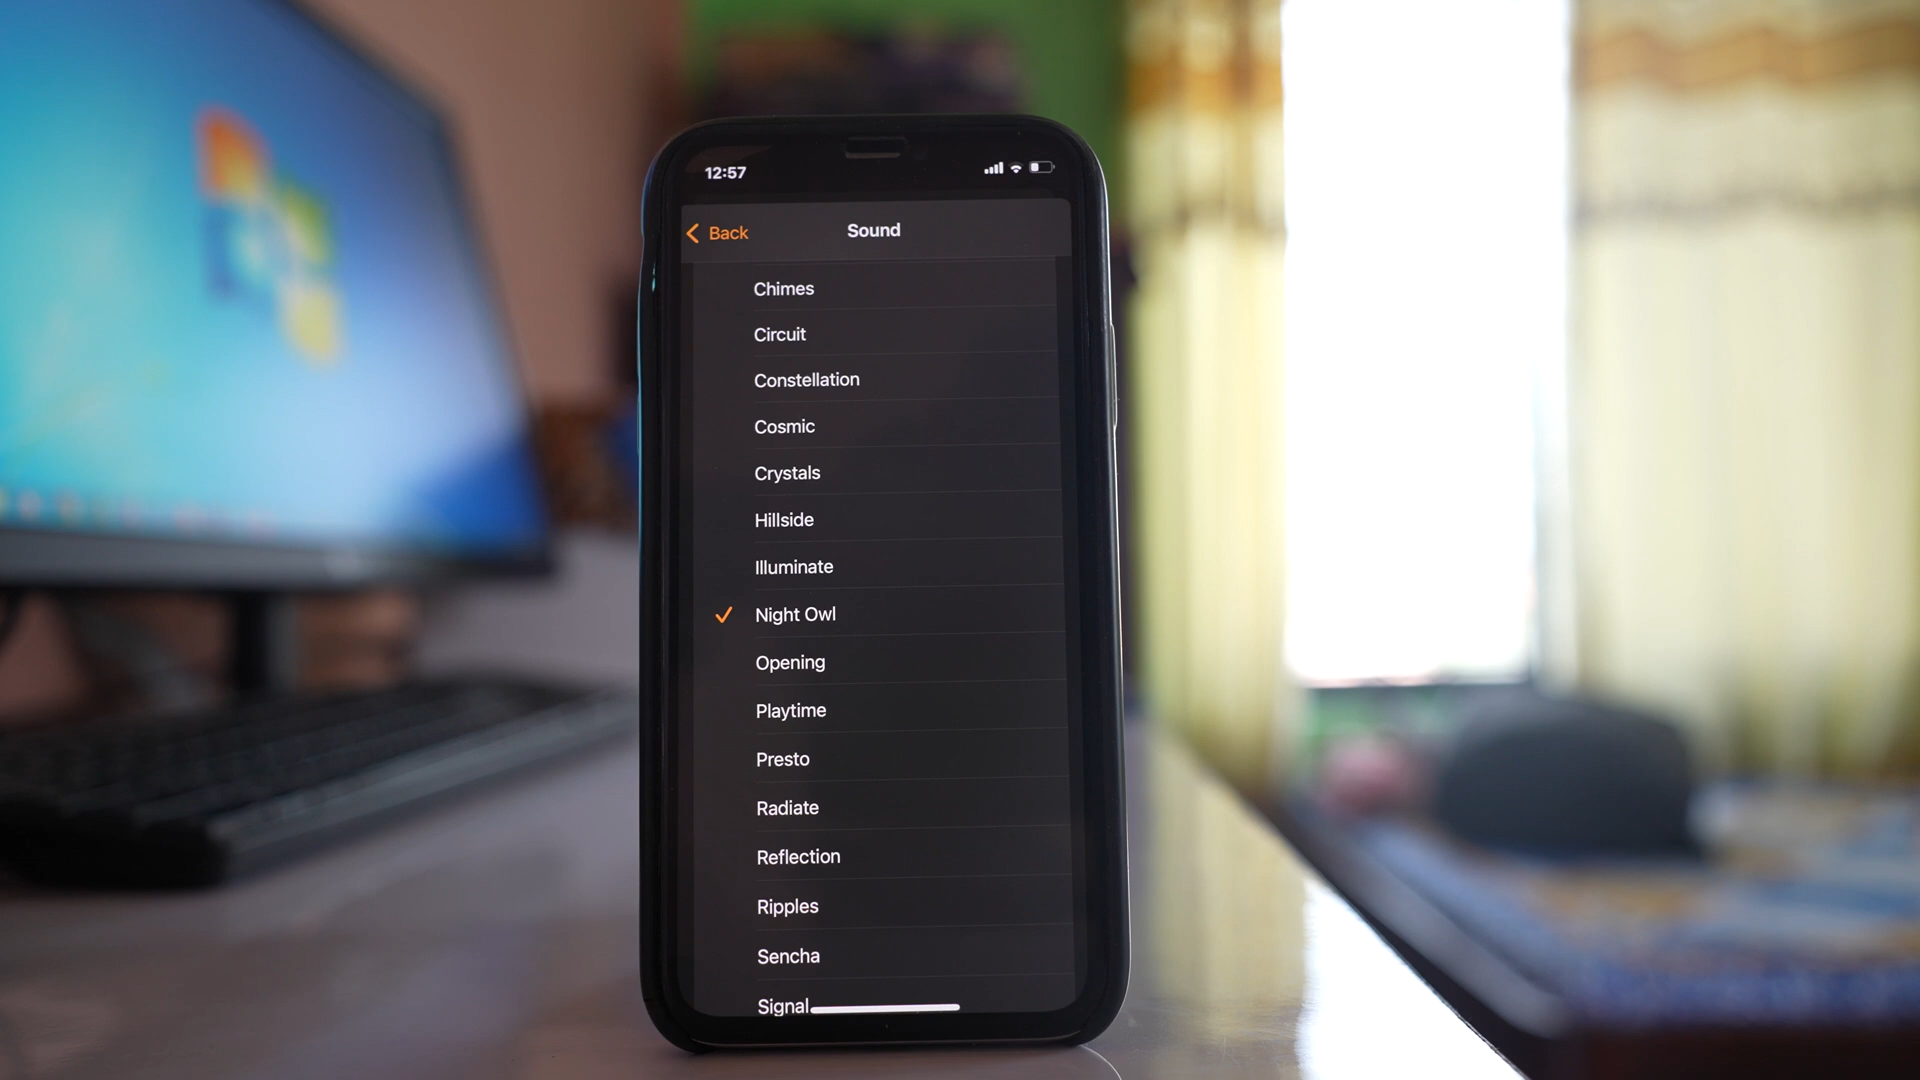 12:57
Back
Sound
Chimes
Circuit
Constellation
Cosmic
Crystals
Hillside
Illuminate
Night Owl
Opening
Playtime
Presto
Radiate
Reflection
Ripples
Sencha
Signal